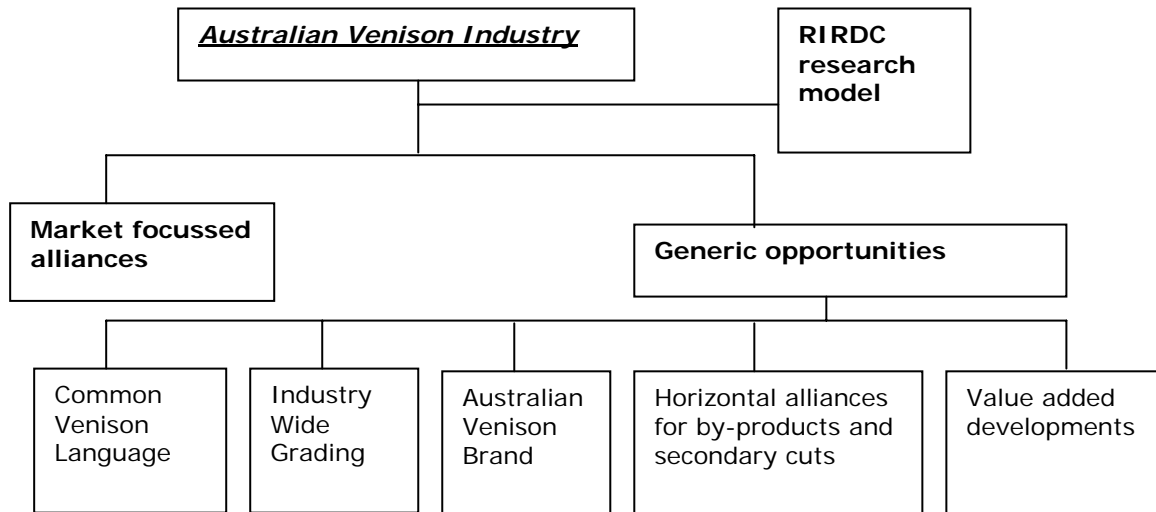 Australian Venison Industry
RIRDC
research
model
Market focussed
alliances
Generic opportunities
Common
Venison
Language
Industry
Wide
Grading
Australian
Venison
Brand
Horizontal alliances
for by-products and
secondary cuts
Value added
developments